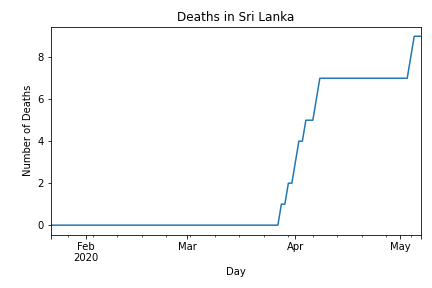 Deaths in Sri Lanka
Number of Deaths
8
6
4
2
0
Feb
2020
Mar
Apr
May
Day